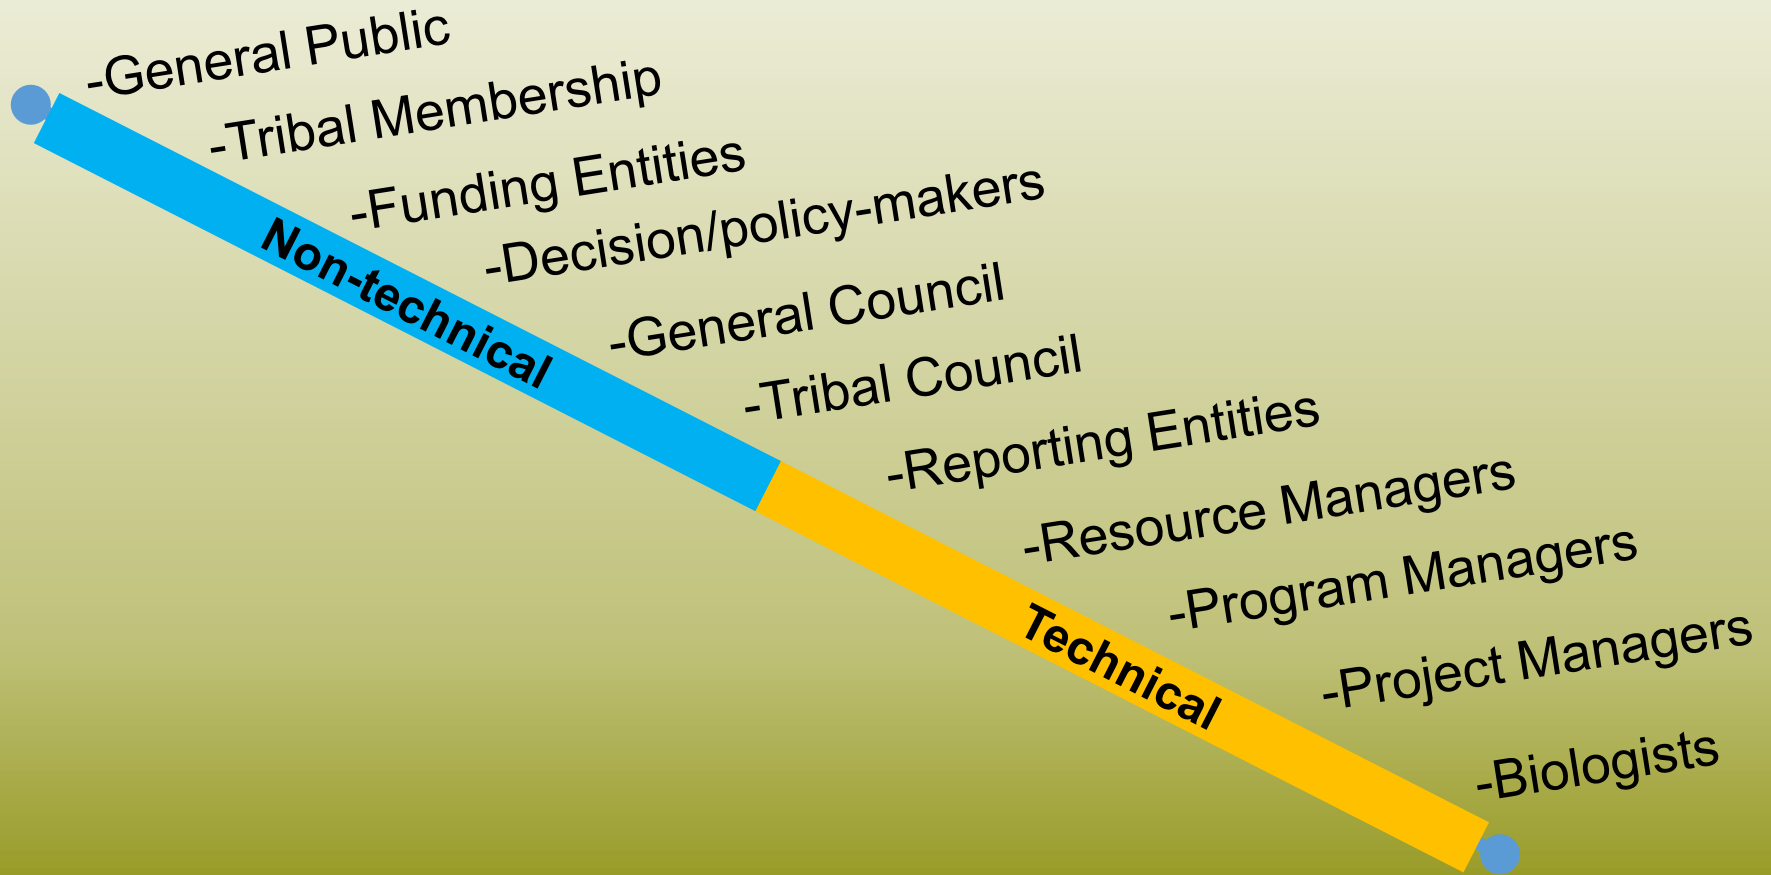 -General Public
-Tribal Membership
-Funding Entities
-Decision/policy-makers
-General Council
-Tribal Council
-Reporting Entities
-Resource Managers
-Program Managers
-Project Managers
-Biologists
Non-technical
Technical